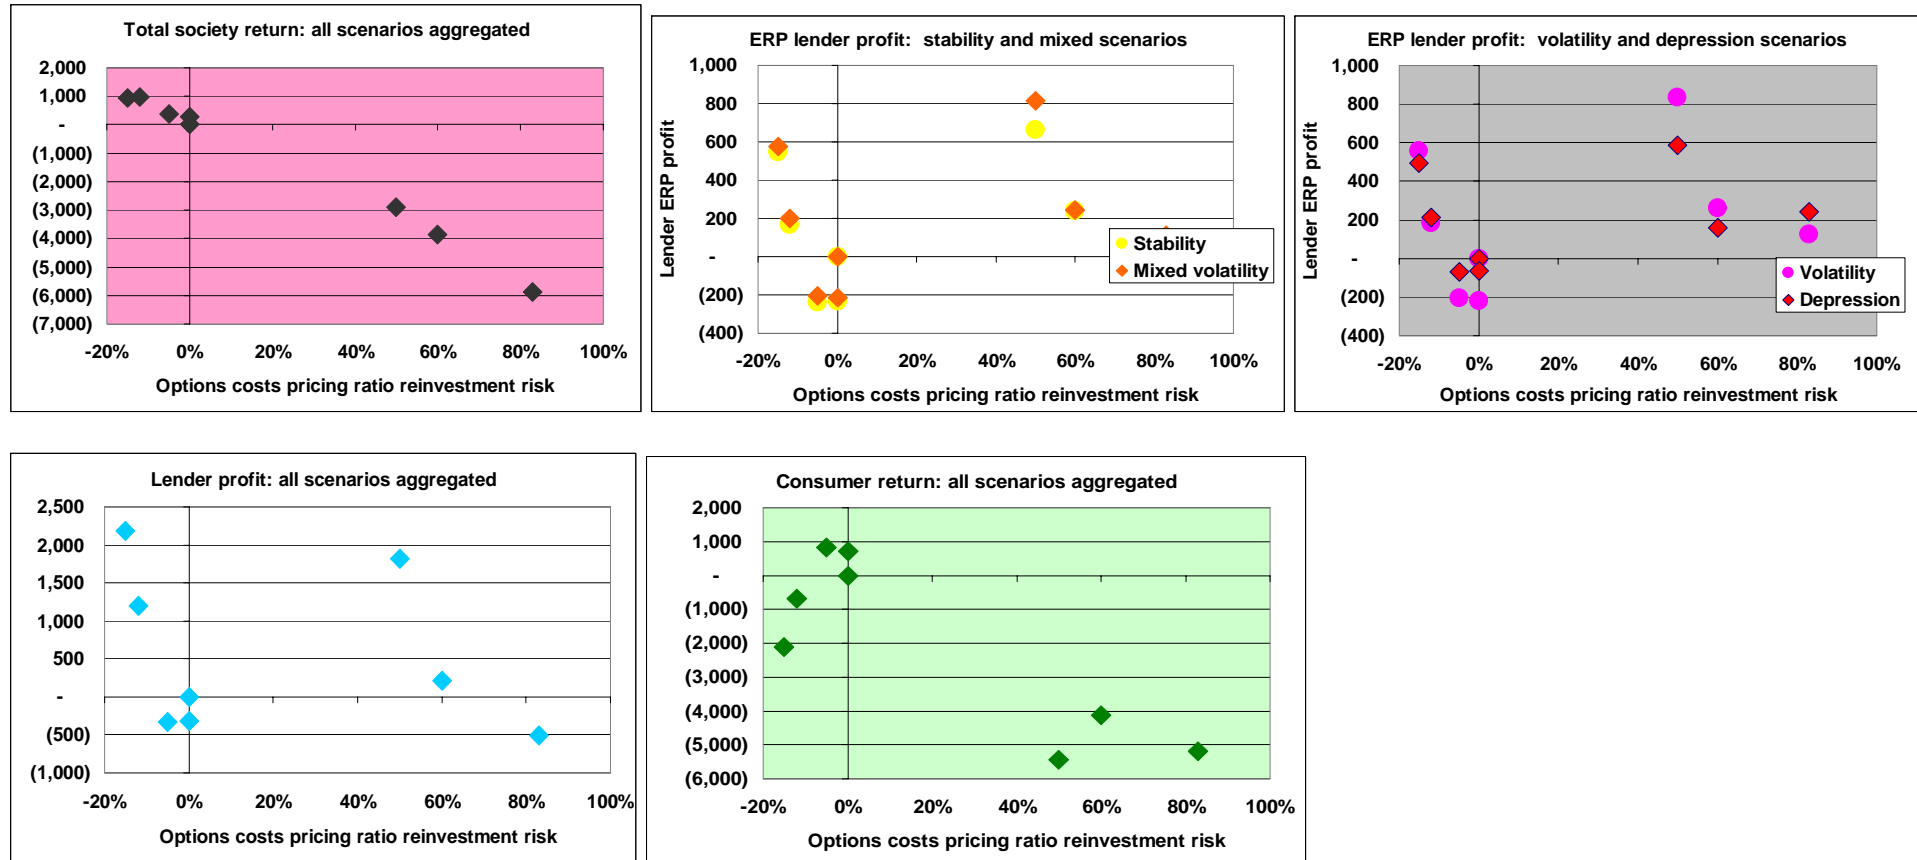 Total society return: all scenarios aggregated
2,000
1,000
-
(1,000)
(2,000)
(3,000)
(4,000)
(5,000)
(6,000)
(7,000)
-20% 0% 20% 40% 60% 80% 100%
Options costs pricing ratio reinvestment risk
ERP lender profit: stability and mixed scenarios
Lender ERP profit
1,000
800
600
400
200
-
(200)
(400)
Stability
Mixed volatility
-20% 0% 20% 40% 60% 80% 100%
Options costs pricing ratio reinvestment risk
ERP lender profit: volatility and depression scenarios
Lender ERP profit
1,000
800
600
400
200
-
(200)
(400)
Volatility
Depression
-20% 0% 20% 40% 60% 80% 100%
Options costs pricing ratio reinvestment risk
Lender profit: all scenarios aggregated
2,500
2,000
1,500
1,000
500
-
(500)
(1,000)
-20% 0% 20% 40% 60% 80% 100%
Options costs pricing ratio reinvestment risk
Consumer return: all scenarios aggregated
2,000
1,000
-
(1,000)
(2,000)
(3,000)
(4,000)
(5,000)
(6,000)
-20% 0% 20% 40% 60% 80% 100%
Options costs pricing ratio reinvestment risk